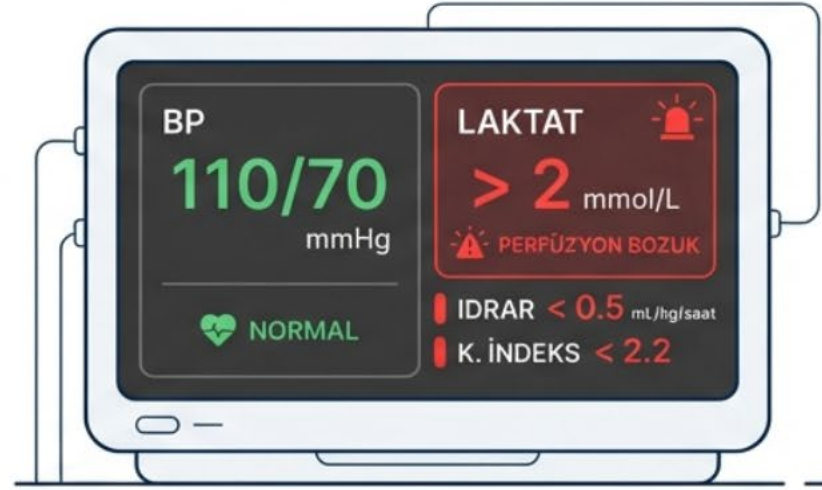 BP
110/70
mmHg
NORMAL
LAKTAT
> 2 mmol/L
PERFÜZYON BOZUK
IDRAR < 0.5 mL/hg/saat
K. İNDEKS < 2.2